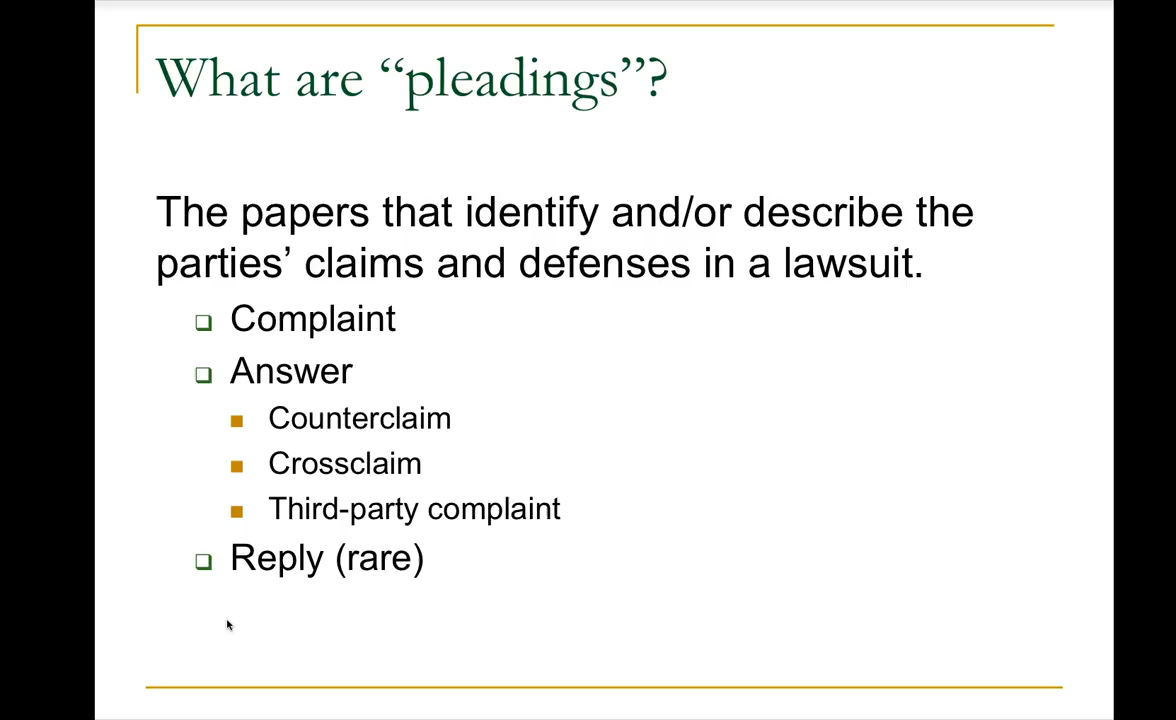 What are “pleadings”?
The papers that identify and/or describe the
parties’ claims and defenses in a lawsuit.
Complaint
Answer
Counterclaim
Crossclaim
Third-party complaint
Reply (rare)